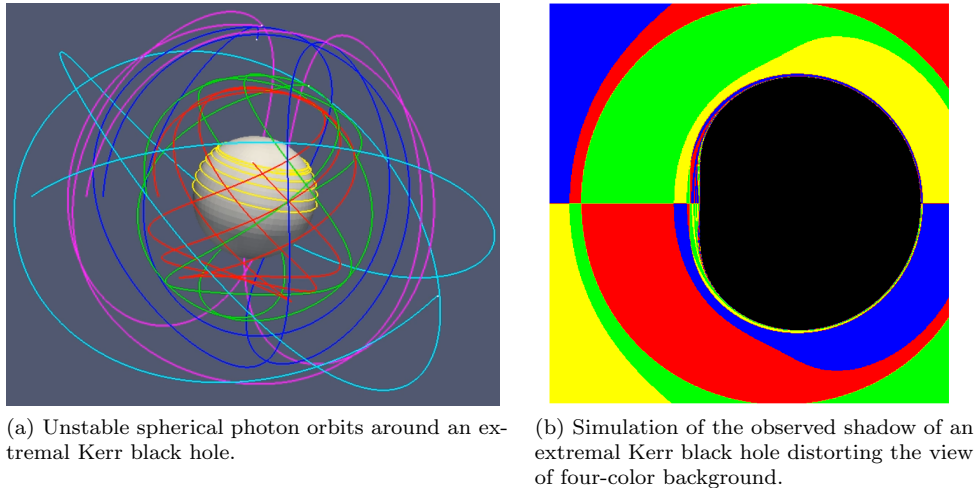 (a) Unstable spherical photon orbits around an ex-
tremal Kerr black hole.
(b) Simulation of the observed shadow of an
extremal Kerr black hole distorting the view
of four-color background.